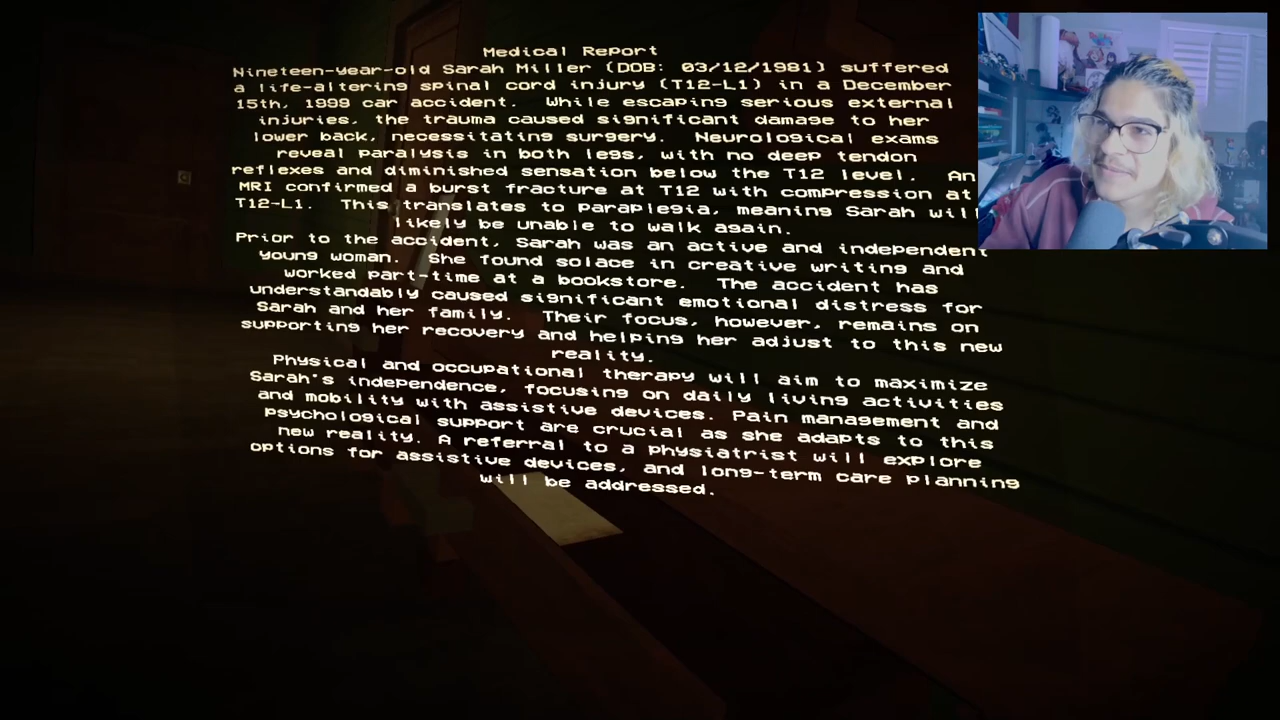 Medical Report
Nineteen-year-old Sarah Miller (DOB: 03/12/1981) suffered
a life-altering spinal cord injury (T12-L1) in a December
15th, 1999 car accident. While escaping serious external
injuries, the trauma caused significant damage to her
lower back, necessitating surgery. Neurological exams
reveal paralysis in both legs, with no deep tendon
reflexes and diminished sensation below the T12 level. An
MRI confirmed a burst fracture at T12 with compression at
T12-L1. This translates to paraplegia, meaning Sarah will
likely be unable to walk again.
Prior to the accident, Sarah was an active and independent
young woman. She found solace in creative writing and
worked part-time at a bookstore. The accident has
understandably caused significant emotional distress for
Sarah and her family. Their focus, however, remains on
supporting her recovery and helping her adjust to this new
reality.
Physical and occupational therapy will aim to maximize
Sarah's independence, focusing on daily living activities
and mobility with assistive devices. Pain management and
psychological support are crucial as she adapts to this
new reality. A referral to a physiatrist will explore
options for assistive devices, and long-term care planning
will be addressed.